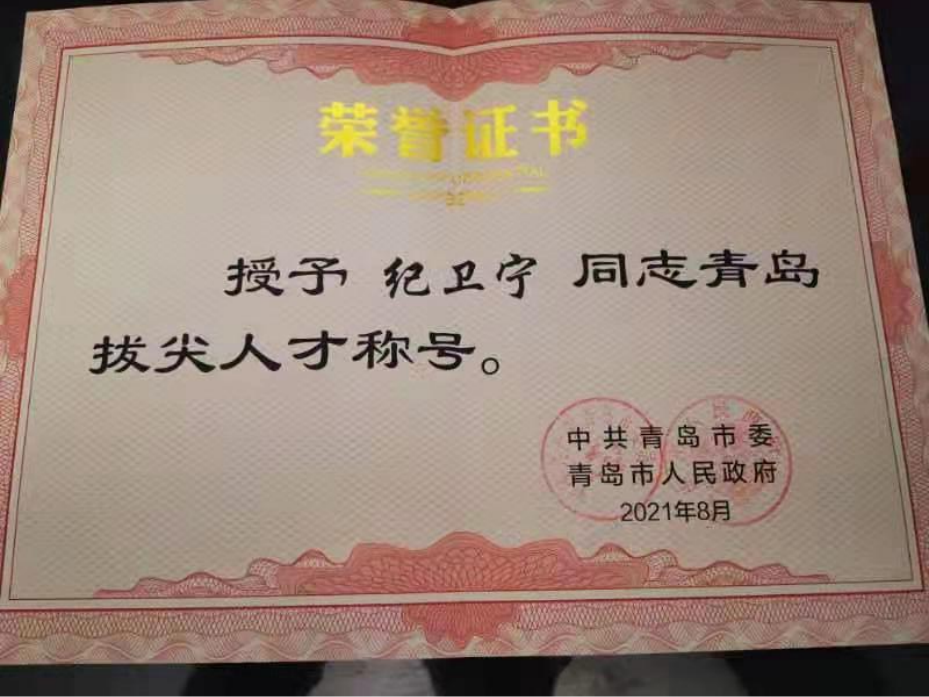 荣誉证书
授予 纪卫宁 同志青岛
拔尖人才称号。
中共青岛市委
青岛市人民政府
2021年8月